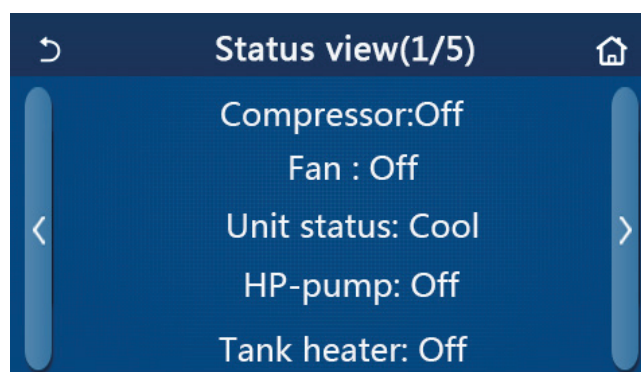 Status view(1/5)
Compressor:Off
Fan : Off
Unit status: Cool
HP-pump: Off
Tank heater: Off